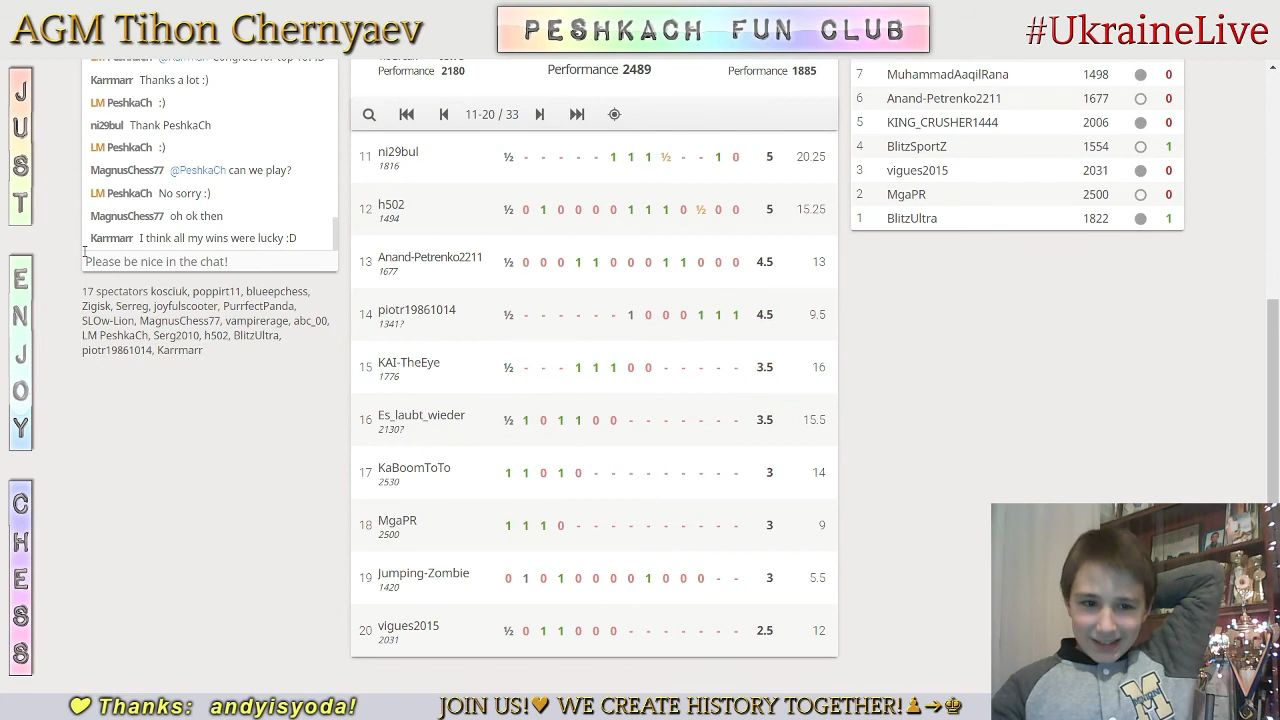 AGM Tihon Chernyaev
PESHKACH FUN CLUB
#UkraineLive
JUST
ENJOY
CHESS
Karrmarr Thanks a lot :)
LM PeshkaCh :)
ni29bul Thank PeshkaCh
LM PeshkaCh :)
MagnusChess77 @PeshkaCh can we play?
LM PeshkaCh No sorry :)
MagnusChess77 oh ok then
Karrmarr I think all my wins were lucky :D
Please be nice in the chat!
17 spectators kosciuk, poppirt11, blueepchess,
Zigisk, Serreg, joyfulscooter, PurrfectPanda,
SLOw-Lion, MagnusChess77, vampirerage, abc_00,
LM PeshkaCh, Serg2010, h502, BlitzUltra,
piotr19861014, Karrmarr
Performance 2180 Performance 2489 Performance 1885
11-20 / 33
11 ni29bul ½ - - - - - 1 1 1 ½ - - 1 0 5 20.25
1816
12 h502 ½ 0 1 0 0 0 0 1 1 1 0 ½ 0 0 5 15.25
1494
13 Anand-Petrenko2211 ½ 0 0 0 1 1 0 0 0 1 1 0 0 0 4.5 13
1677
14 piotr19861014 ½ - - - - - - 1 0 0 0 1 1 1 4.5 9.5
1341?
15 KAI-TheEye ½ - - - 1 1 1 0 0 - - - - - 3.5 16
1776
16 Es_laubt_wieder ½ 1 0 1 1 0 0 - - - - - - - 3.5 15.5
2130?
17 KaBoomToTo 1 1 0 1 0 - - - - - - - - - 3 14
2530
18 MgaPR 1 1 1 0 - - - - - - - - - - 3 9
2500
19 Jumping-Zombie 0 1 0 1 0 0 0 0 1 0 0 0 - - 3 5.5
1420
20 vigues2015 ½ 0 1 1 0 0 0 - - - - - - - 2.5 12
2031
7 MuhammadAaqilRana 1498 0
6 Anand-Petrenko2211 1677 0
5 KING_CRUSHER1444 2006 0
4 BlitzSportZ 1554 1
3 vigues2015 2031 0
2 MgaPR 2500 0
1 BlitzUltra 1822 1
M
Thanks: andyisyoda!
JOIN US!🧡 WE CREATE HISTORY TOGETHER!♟→♚